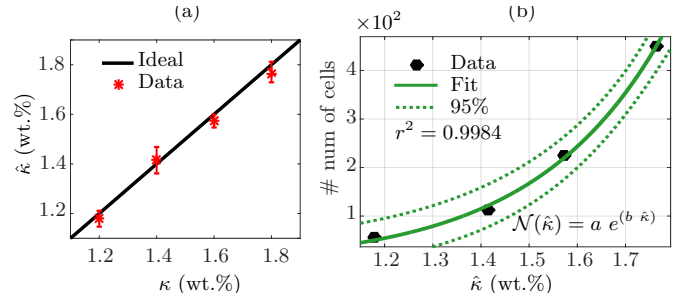 (a)
Ideal
Data
1.8
1.6
1.4
1.2
κ̂ (wt.%)
1.2 1.4 1.6 1.8
κ (wt.%)
×10² (b)
Data
Fit
95%
r² = 0.9984
4
3
2
1
# num of cells
𝒩(κ̂) = a e^(b κ̂)
1.2 1.3 1.4 1.5 1.6 1.7
κ̂ (wt.%)